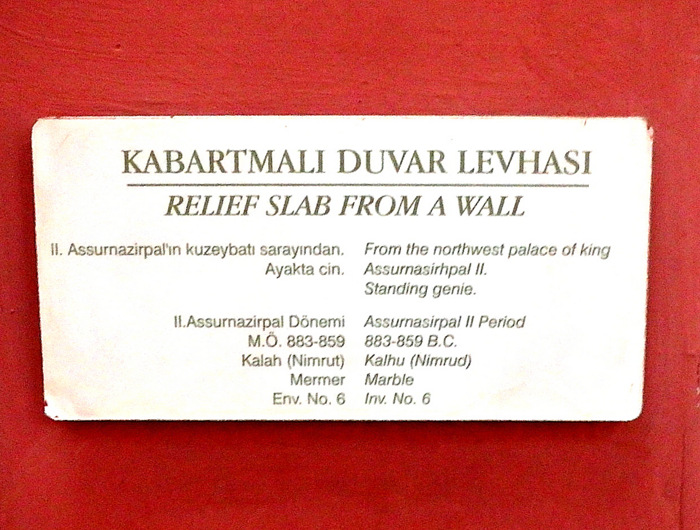 KABARTMALI DUVAR LEVHASI
RELIEF SLAB FROM A WALL
II. Assurnazirpal'ın kuzeybatı sarayından.
Ayakta cin.
From the northwest palace of king
Assurnasirhpal II.
Standing genie.
II.Assurnazirpal Dönemi
M.Ö. 883-859
Kalah (Nimrut)
Mermer
Env. No. 6
Assurnasirpal II Period
883-859 B.C.
Kalhu (Nimrud)
Marble
Inv. No. 6